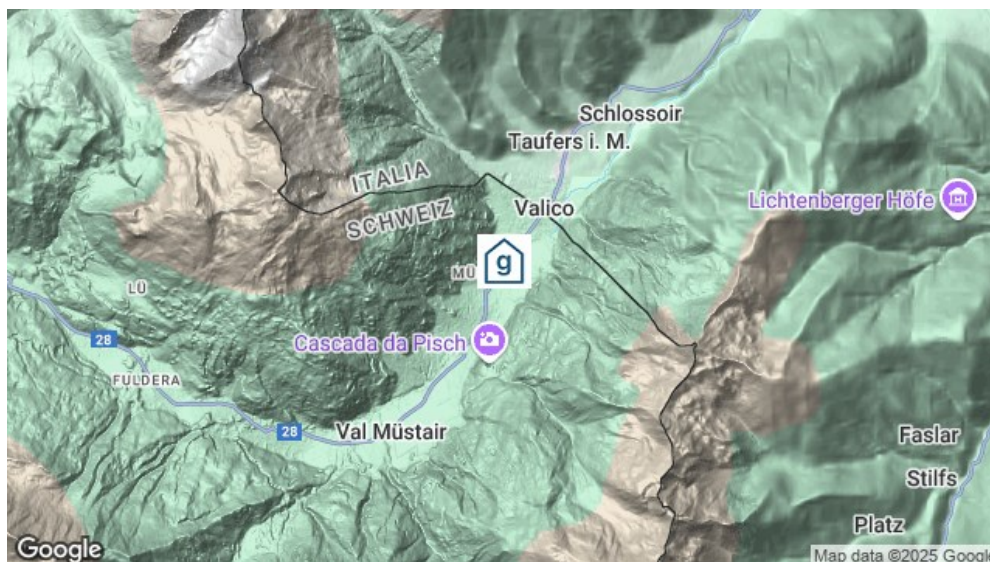 Schlossoir
Taufers i. M.
ITALIA
SCHWEIZ
Valico
Lichtenberger Höfe
g
MÜ
LÜ
Cascada da Pisch
28
FULDERA
28
Val Müstair
Faslar
Stilfs
Platz
Google
Map data ©2025 Google